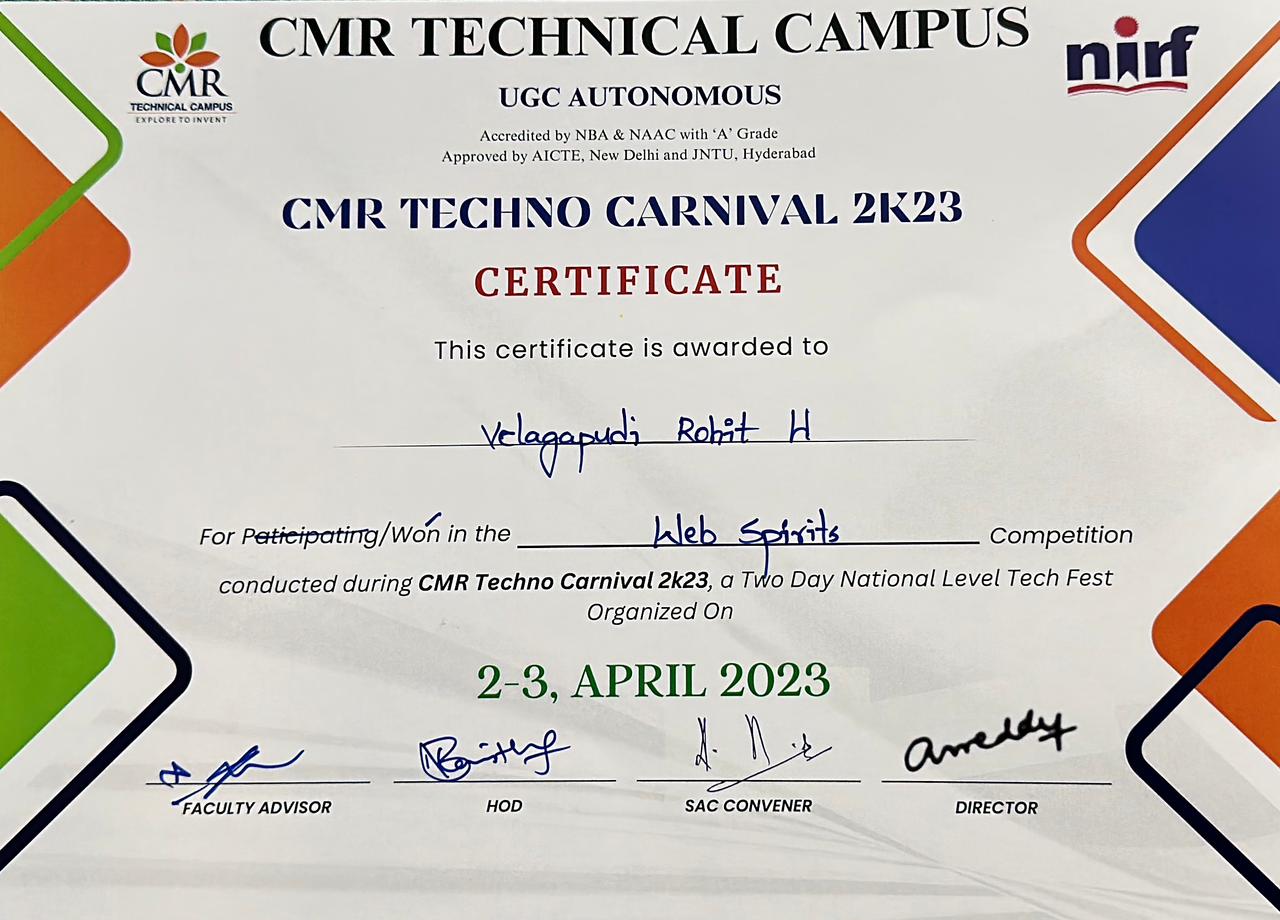 CMR TECHNICAL CAMPUS
CMR
TECHNICAL CAMPUS
EXPLORE TO INVENT
nirf
UGC AUTONOMOUS
Accredited by NBA & NAAC with ‘A’ Grade
Approved by AICTE, New Delhi and JNTU, Hyderabad
CMR TECHNO CARNIVAL 2K23
CERTIFICATE
This certificate is awarded to
Velagapudi Rohit H
For Paticipating/Won in the Web Spirits Competition
conducted during CMR Techno Carnival 2k23, a Two Day National Level Tech Fest
Organized On
2-3, APRIL 2023
Arreddy
FACULTY ADVISOR HOD SAC CONVENER DIRECTOR